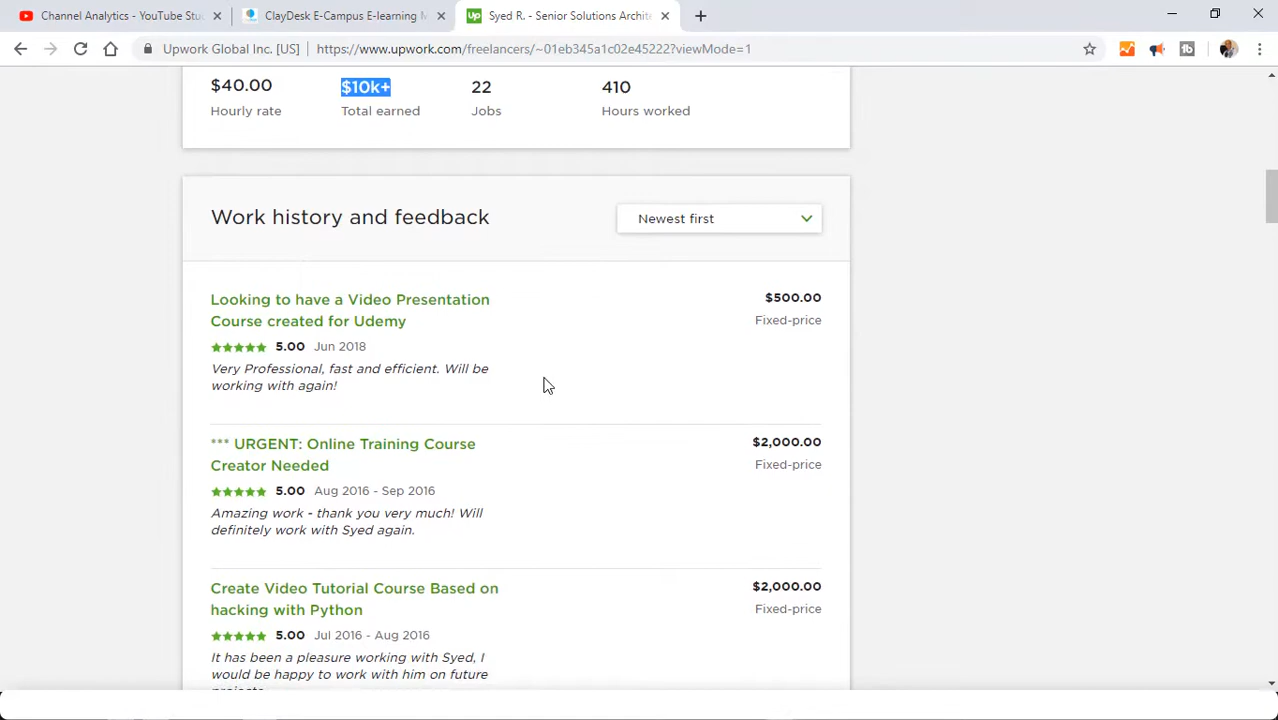 Channel Analytics - YouTube Stu
ClayDesk E-Campus E-learning M
Up Syed R. - Senior Solutions Archite
Upwork Global Inc. [US] | https://www.upwork.com/freelancers/~01eb345a1c02e45222?viewMode=1
$40.00 $10k+ 22 410
Hourly rate Total earned Jobs Hours worked
Work history and feedback
Newest first
Looking to have a Video Presentation
Course created for Udemy
$500.00
Fixed-price
5.00 Jun 2018
Very Professional, fast and efficient. Will be
working with again!
*** URGENT: Online Training Course
Creator Needed
$2,000.00
Fixed-price
5.00 Aug 2016 - Sep 2016
Amazing work - thank you very much! Will
definitely work with Syed again.
Create Video Tutorial Course Based on
hacking with Python
$2,000.00
Fixed-price
5.00 Jul 2016 - Aug 2016
It has been a pleasure working with Syed, I
would be happy to work with him on future
projects